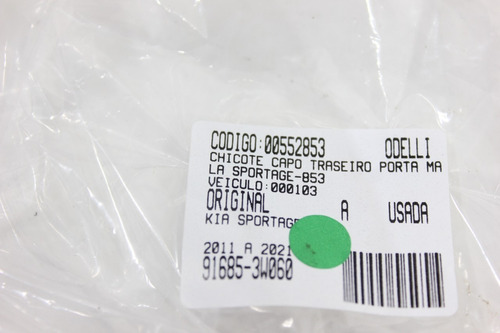 CODIGO:00552853 ODELLI
CHICOTE CAPO TRASEIRO PORTA MA
LA SPORTAGE-853
VEICULO:000103
ORIGINAL A USADA
KIA SPORTAGE
2011 A 2021
91685-3W060